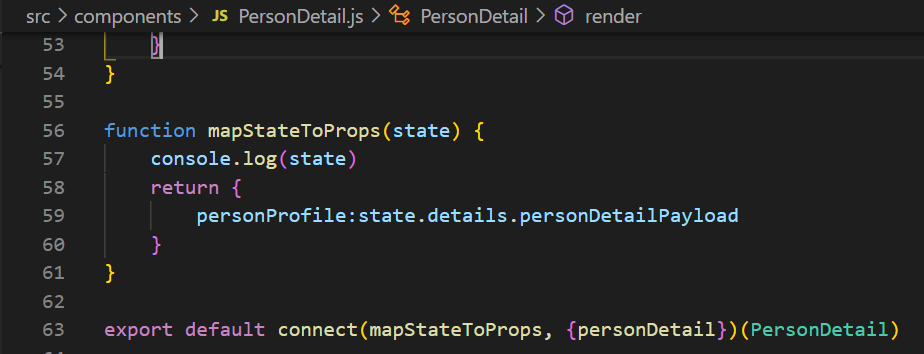 src > components > JS PersonDetail.js > PersonDetail > render
53 }
54 }
55
56 function mapStateToProps(state) {
57 console.log(state)
58 return {
59 personProfile:state.details.personDetailPayload
60 }
61 }
62
63 export default connect(mapStateToProps, {personDetail})(PersonDetail)